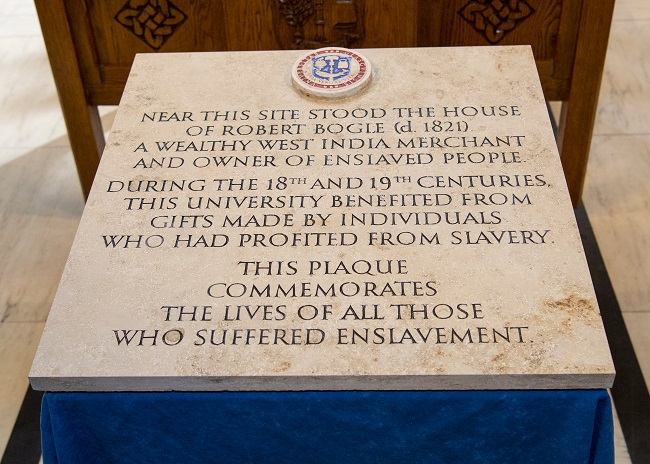 NEAR THIS SITE STOOD THE HOUSE
OF ROBERT BOGLE (d. 1821)
A WEALTHY WEST INDIA MERCHANT
AND OWNER OF ENSLAVED PEOPLE.
DURING THE 18TH AND 19TH CENTURIES,
THIS UNIVERSITY BENEFITED FROM
GIFTS MADE BY INDIVIDUALS
WHO HAD PROFITED FROM SLAVERY.
THIS PLAQUE
COMMEMORATES
THE LIVES OF ALL THOSE
WHO SUFFERED ENSLAVEMENT.